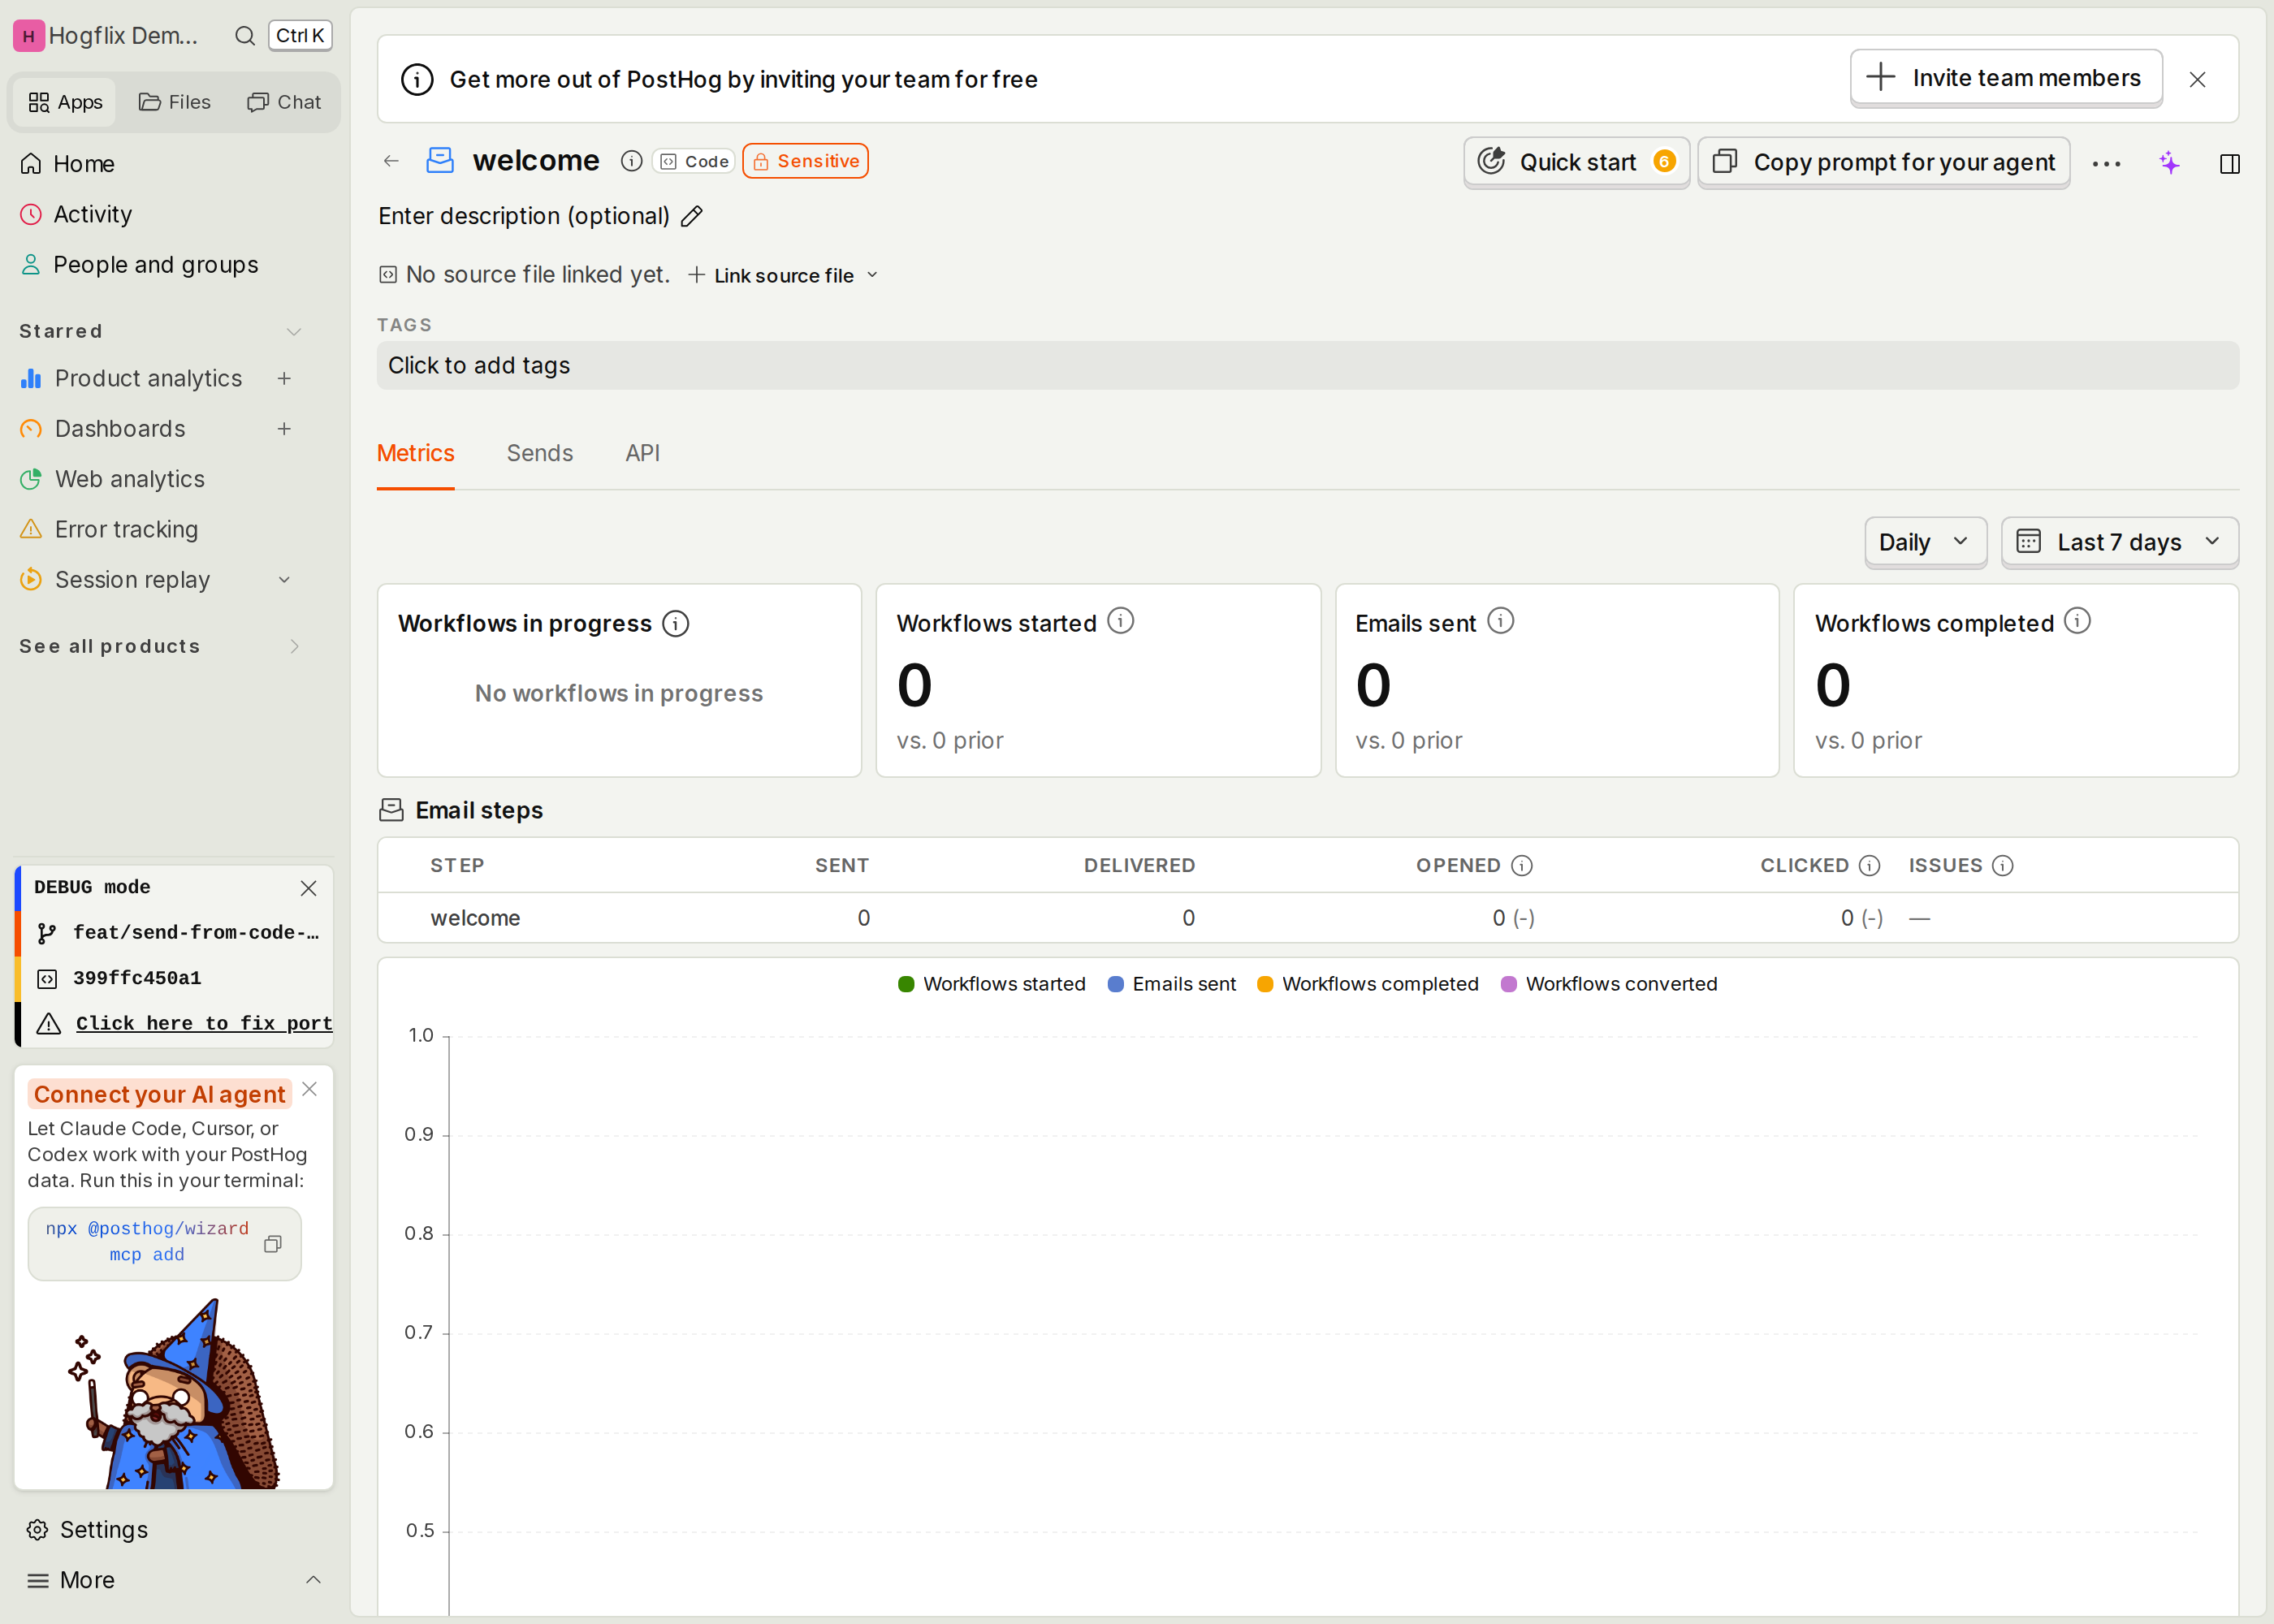 H Hogflix Dem... Ctrl K
Apps Files Chat
Home
Activity
People and groups
Starred
Product analytics
Dashboards
Web analytics
Error tracking
Session replay
See all products
DEBUG mode
feat/send-from-code-...
399ffc450a1
Click here to fix port
Connect your AI agent
Let Claude Code, Cursor, or
Codex work with your PostHog
data. Run this in your terminal:
npx @posthog/wizard
mcp add
Settings
More
Get more out of PostHog by inviting your team for free
Invite team members
welcome Code Sensitive
Quick start 6 Copy prompt for your agent
Enter description (optional)
No source file linked yet. Link source file
TAGS
Click to add tags
Metrics Sends API
Daily Last 7 days
Workflows in progress
No workflows in progress
Workflows started
0
vs. 0 prior
Emails sent
0
vs. 0 prior
Workflows completed
0
vs. 0 prior
Email steps
STEP SENT DELIVERED OPENED CLICKED ISSUES
welcome 0 0 0 (-) 0 (-) —
Workflows started Emails sent Workflows completed Workflows converted
1.0
0.9
0.8
0.7
0.6
0.5